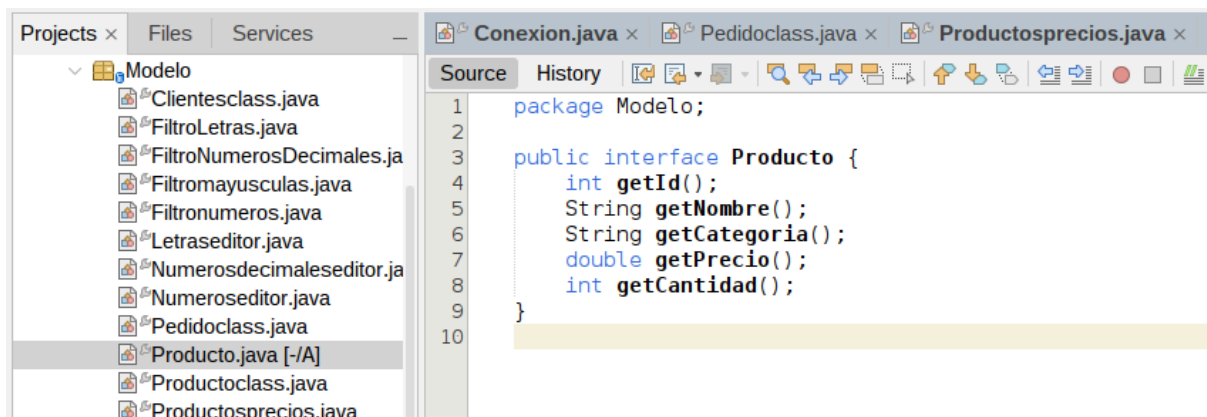 Projects × Files Services
Modelo
Clientesclass.java
FiltroLetras.java
FiltroNumerosDecimales.ja
Filtromayusculas.java
Filtronumeros.java
Letraseditor.java
Numerosdecimaleseditor.ja
Numeroseditor.java
Pedidoclass.java
Producto.java [-/A]
Productoclass.java
Productosprecios.java
Conexion.java × Pedidoclass.java × Productosprecios.java ×
Source History
1 package Modelo;
2
3 public interface Producto {
4 int getId();
5 String getNombre();
6 String getCategoria();
7 double getPrecio();
8 int getCantidad();
9 }
10